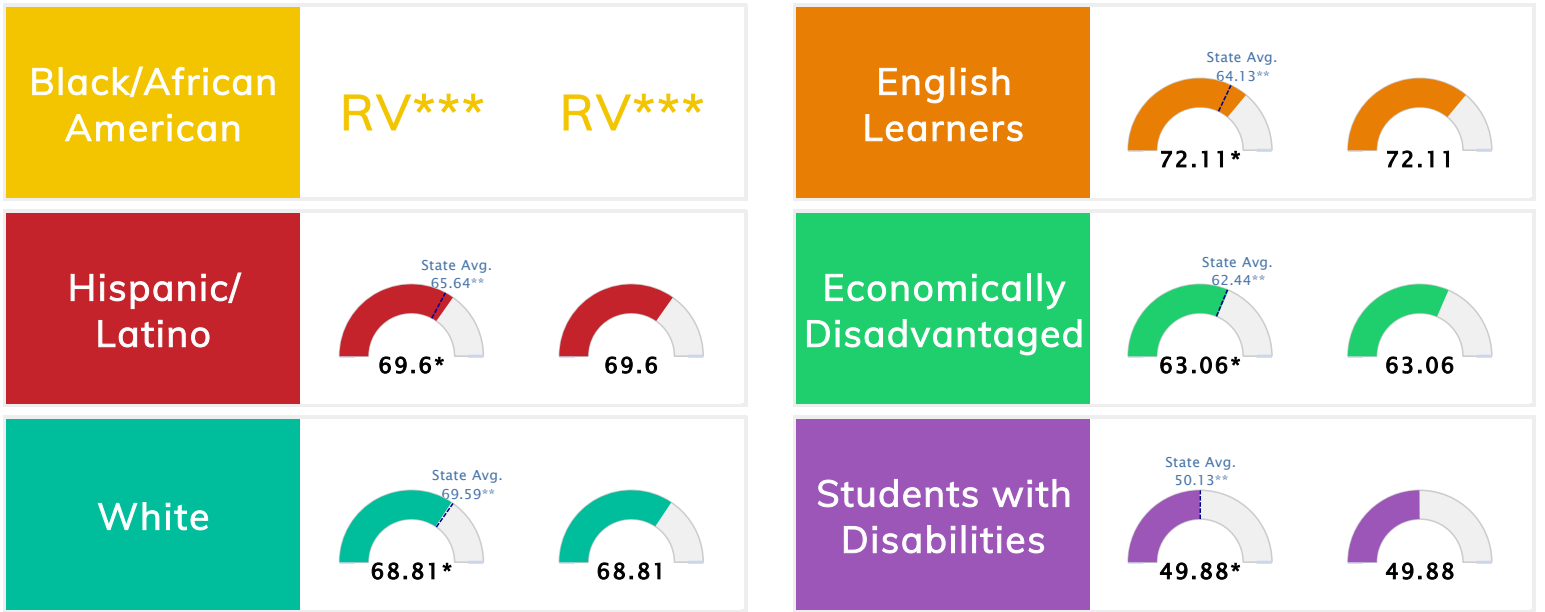 Black/African
American
RV***
RV***
English
Learners
State Avg.
64.13**
72.11*
72.11
Hispanic/
Latino
State Avg.
65.64**
69.6*
69.6
Economically
Disadvantaged
State Avg.
62.44**
63.06*
63.06
White
State Avg.
69.59**
68.81*
68.81
Students with
Disabilities
State Avg.
50.13**
49.88*
49.88